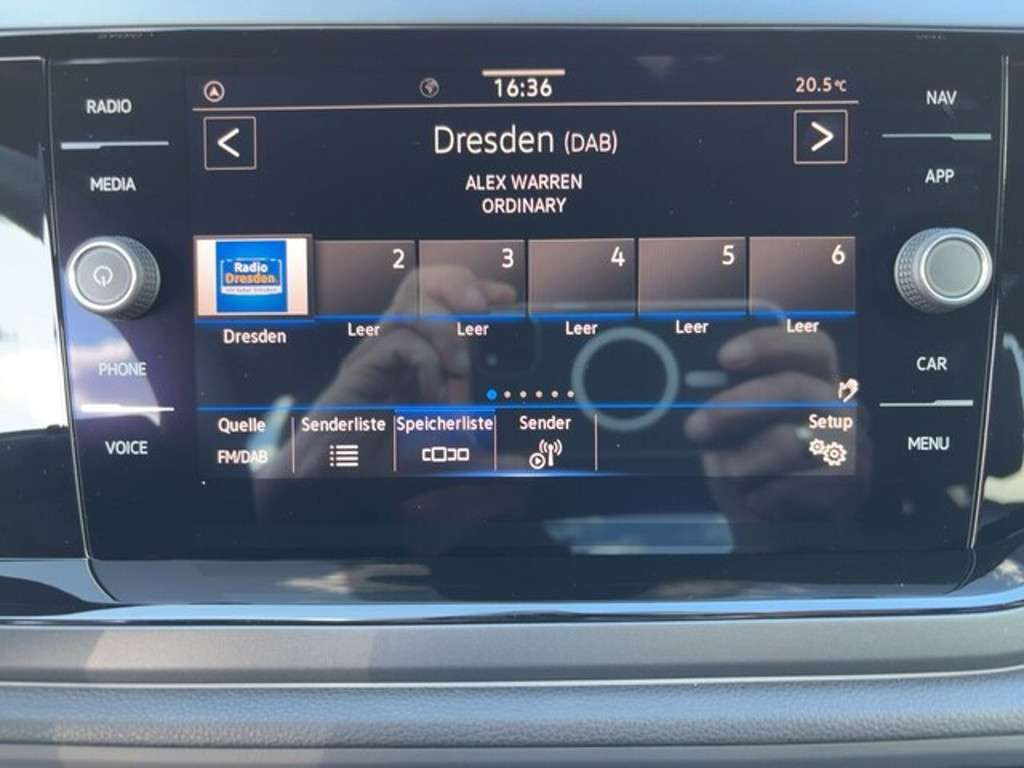 RADIO
MEDIA
PHONE
VOICE
16:36
20.5°C
<
Dresden (DAB)
>
ALEX WARREN
ORDINARY
Radio
Dresden
2
3
4
5
6
Dresden
Leer
Leer
Leer
Leer
Leer
Quelle
FM/DAB
Senderliste
Speicherliste
Sender
Setup
NAV
APP
CAR
MENU